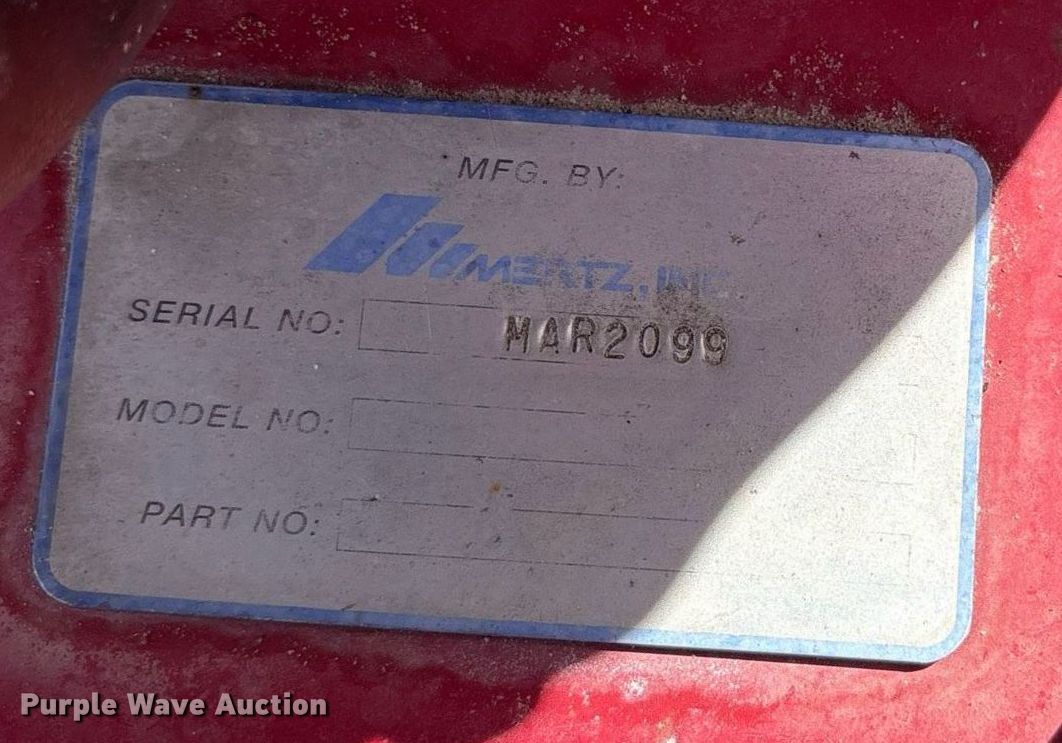 MFG. BY:
MERTZ, INC.
SERIAL NO: MAR2099
MODEL NO:
PART NO:
Purple Wave Auction